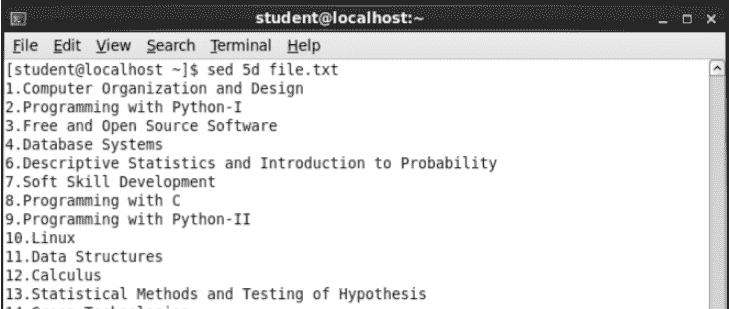 student@localhost:~
File Edit View Search Terminal Help
[student@localhost ~]$ sed 5d file.txt
1.Computer Organization and Design
2.Programming with Python-I
3.Free and Open Source Software
4.Database Systems
6.Descriptive Statistics and Introduction to Probability
7.Soft Skill Development
8.Programming with C
9.Programming with Python-II
10.Linux
11.Data Structures
12.Calculus
13.Statistical Methods and Testing of Hypothesis